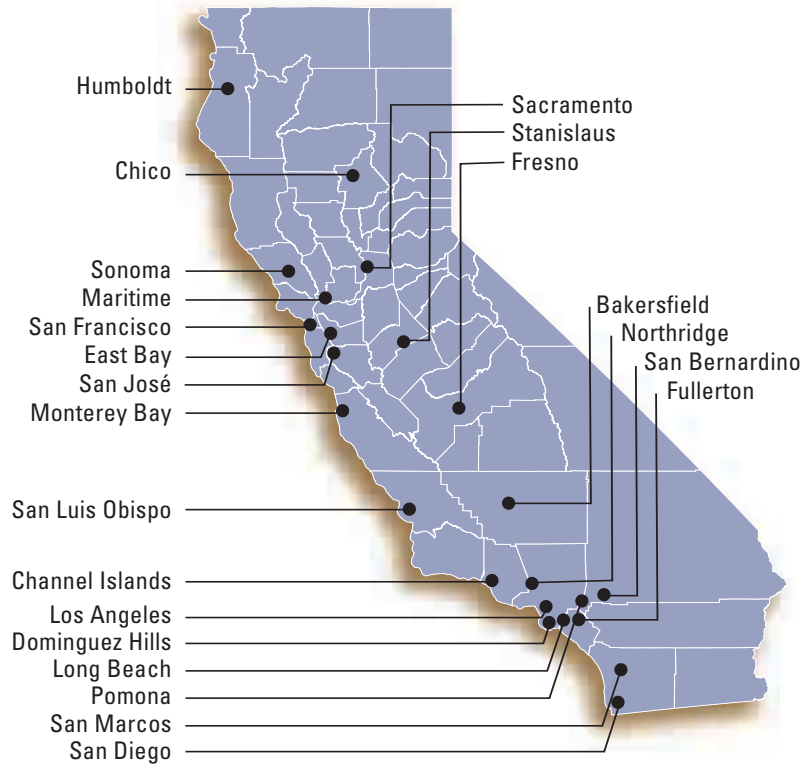 Humboldt
Chico
Sonoma
Maritime
San Francisco
East Bay
San José
Monterey Bay
San Luis Obispo
Channel Islands
Los Angeles
Dominguez Hills
Long Beach
Pomona
San Marcos
San Diego
Sacramento
Stanislaus
Fresno
Bakersfield
Northridge
San Bernardino
Fullerton